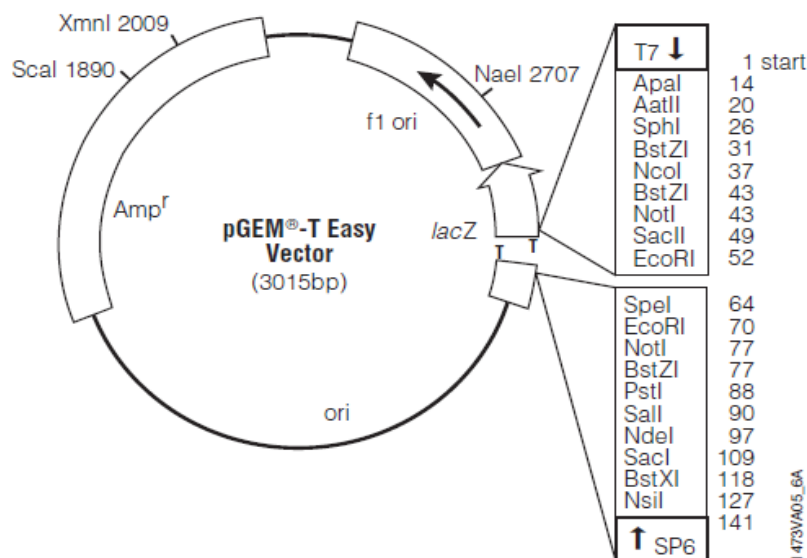 XmnI 2009
ScaI 1890
NaeI 2707
f1 ori
Ampʳ
pGEM®-T Easy
Vector
(3015bp)
lacZ
T T
ori
T7 ↓
1 start
ApaI 14
AatII 20
SphI 26
BstZI 31
NcoI 37
BstZI 43
NotI 43
SacII 49
EcoRI 52
SpeI 64
EcoRI 70
NotI 77
BstZI 77
PstI 88
SalI 90
NdeI 97
SacI 109
BstXI 118
NsiI 127
141
↑ SP6
1473VA05_6A